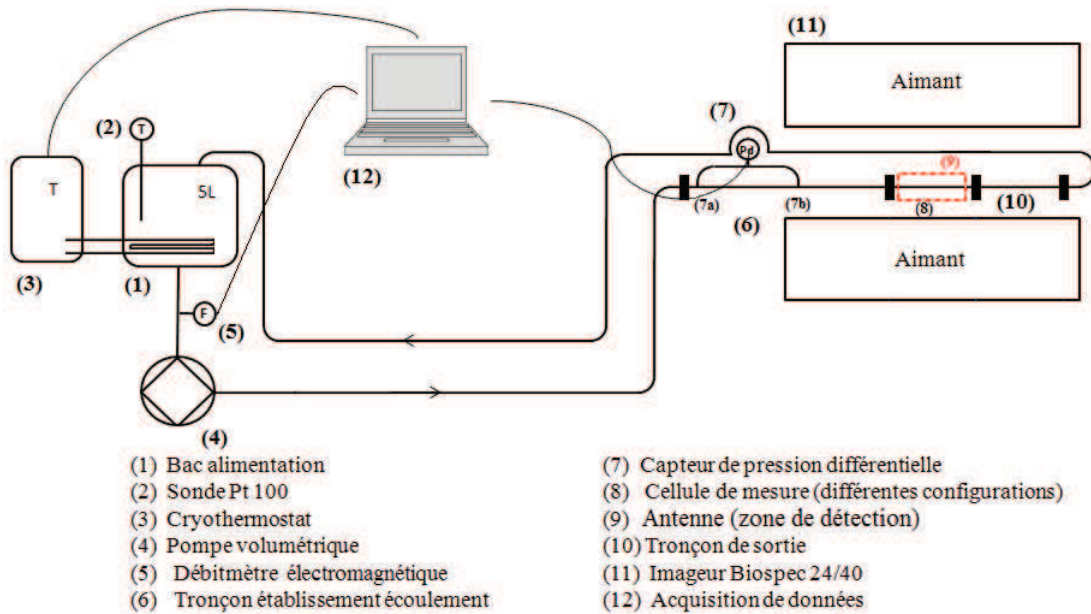 (11)
Aimant
(2) T
(7)
Pd
(12)
T
5L
(9)
(7a)
(7b)
(8)
(10)
(6)
(3)
(1)
F
(5)
Aimant
(4)
(1) Bac alimentation
(2) Sonde Pt 100
(3) Cryothermostat
(4) Pompe volumétrique
(5) Débitmètre électromagnétique
(6) Tronçon établissement écoulement
(7) Capteur de pression différentielle
(8) Cellule de mesure (différentes configurations)
(9) Antenne (zone de détection)
(10) Tronçon de sortie
(11) Imageur Biospec 24/40
(12) Acquisition de données